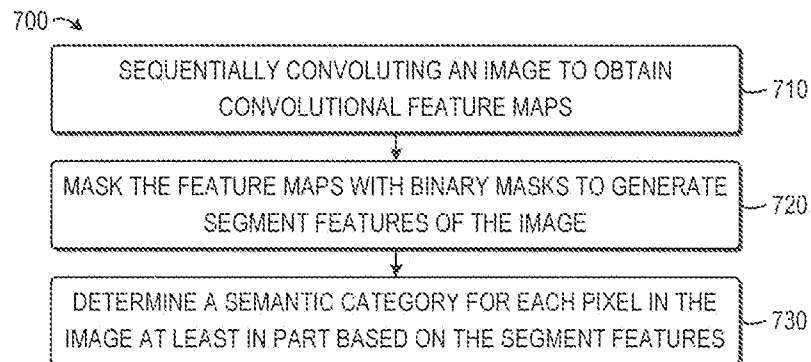 700
SEQUENTIALLY CONVOLUTING AN IMAGE TO OBTAIN
CONVOLUTIONAL FEATURE MAPS
710
MASK THE FEATURE MAPS WITH BINARY MASKS TO GENERATE
SEGMENT FEATURES OF THE IMAGE
720
DETERMINE A SEMANTIC CATEGORY FOR EACH PIXEL IN THE
IMAGE AT LEAST IN PART BASED ON THE SEGMENT FEATURES
730